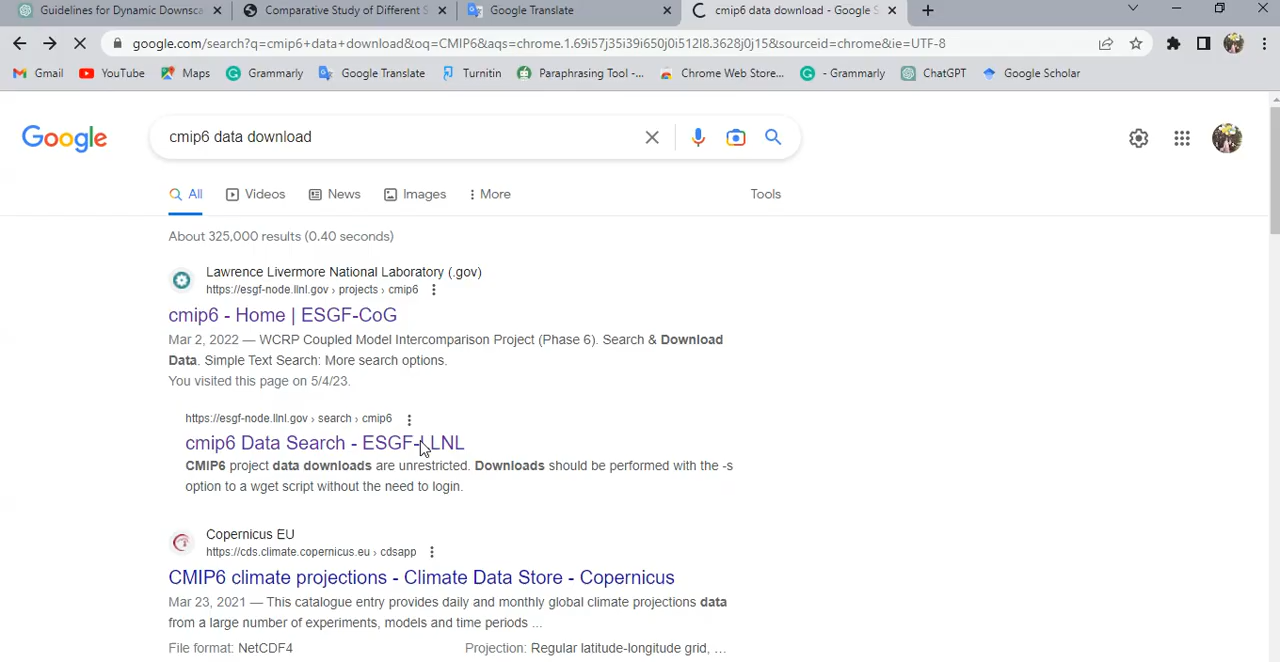 Guidelines for Dynamic Downsca
Comparative Study of Different S
Google Translate
cmip6 data download - Google S
google.com/search?q=cmip6+data+download&oq=CMIP6&aqs=chrome.1.69i57j35i39i650j0i512l8.3628j0j15&sourceid=chrome&ie=UTF-8
Gmail YouTube Maps Grammarly Google Translate Turnitin Paraphrasing Tool -... Chrome Web Store... - Grammarly ChatGPT Google Scholar
Google
cmip6 data download
All Videos News Images More Tools
About 325,000 results (0.40 seconds)
Lawrence Livermore National Laboratory (.gov)
https://esgf-node.llnl.gov › projects › cmip6
cmip6 - Home | ESGF-CoG
Mar 2, 2022 — WCRP Coupled Model Intercomparison Project (Phase 6). Search & Download
Data. Simple Text Search: More search options.
You visited this page on 5/4/23.
https://esgf-node.llnl.gov › search › cmip6
cmip6 Data Search - ESGF-LLNL
CMIP6 project data downloads are unrestricted. Downloads should be performed with the -s
option to a wget script without the need to login.
Copernicus EU
https://cds.climate.copernicus.eu › cdsapp
CMIP6 climate projections - Climate Data Store - Copernicus
Mar 23, 2021 — This catalogue entry provides daily and monthly global climate projections data
from a large number of experiments, models and time periods ...
File format: NetCDF4 Projection: Regular latitude-longitude grid, ...